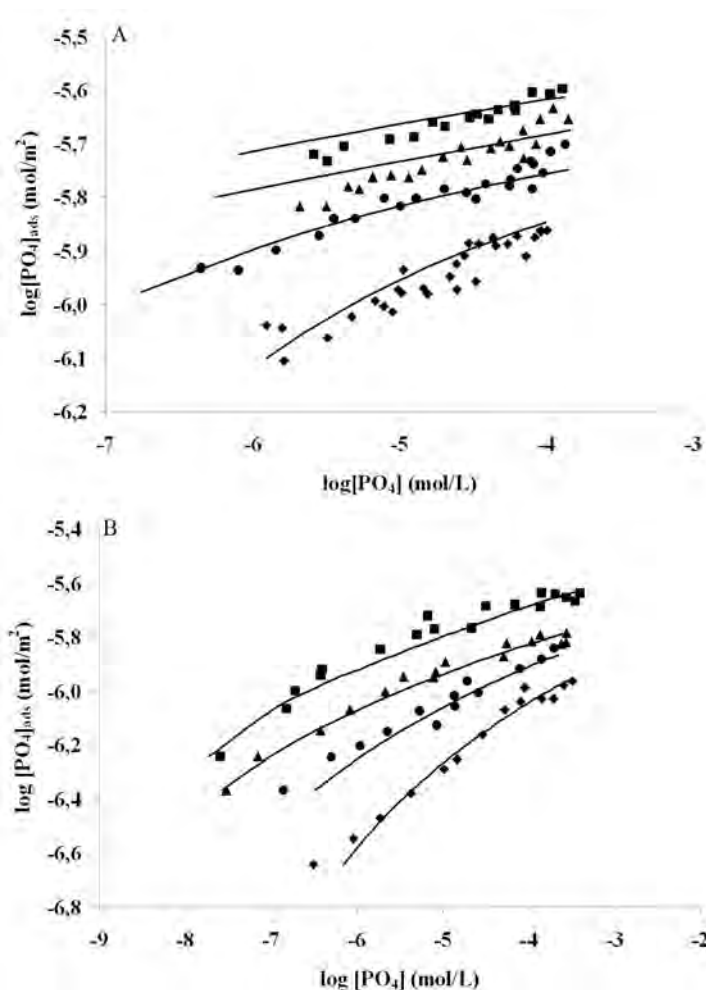 A
-5,5
-5,6
-5,7
-5,8
-5,9
-6,0
-6,1
-6,2
log[PO₄]ads (mol/m²)
-7 -6 -5 -4 -3
log[PO₄] (mol/L)
B
-5,4
-5,6
-5,8
-6,0
-6,2
-6,4
-6,6
-6,8
log [PO₄]ads (mol/m²)
-9 -8 -7 -6 -5 -4 -3 -2
log [PO₄] (mol/L)